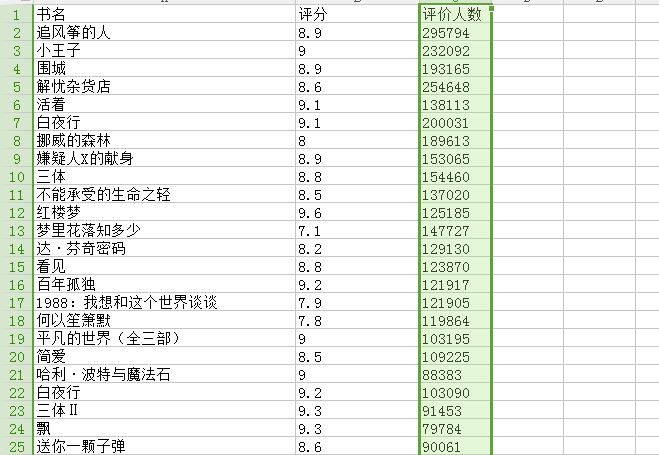 1 书名 评分 评价人数
2 追风筝的人 8.9 295794
3 小王子 9 232092
4 围城 8.9 193165
5 解忧杂货店 8.6 254648
6 活着 9.1 138113
7 白夜行 9.1 200031
8 挪威的森林 8 189613
9 嫌疑人X的献身 8.9 153065
10 三体 8.8 154460
11 不能承受的生命之轻 8.5 137020
12 红楼梦 9.6 125185
13 梦里花落知多少 7.1 147727
14 达·芬奇密码 8.2 129130
15 看见 8.8 123870
16 百年孤独 9.2 121917
17 1988：我想和这个世界谈谈 7.9 121905
18 何以笙箫默 7.8 119864
19 平凡的世界（全三部） 9 103195
20 简爱 8.5 109225
21 哈利·波特与魔法石 9 88383
22 白夜行 9.2 103090
23 三体Ⅱ 9.3 91453
24 飘 9.3 79784
25 送你一颗子弹 8.6 90061